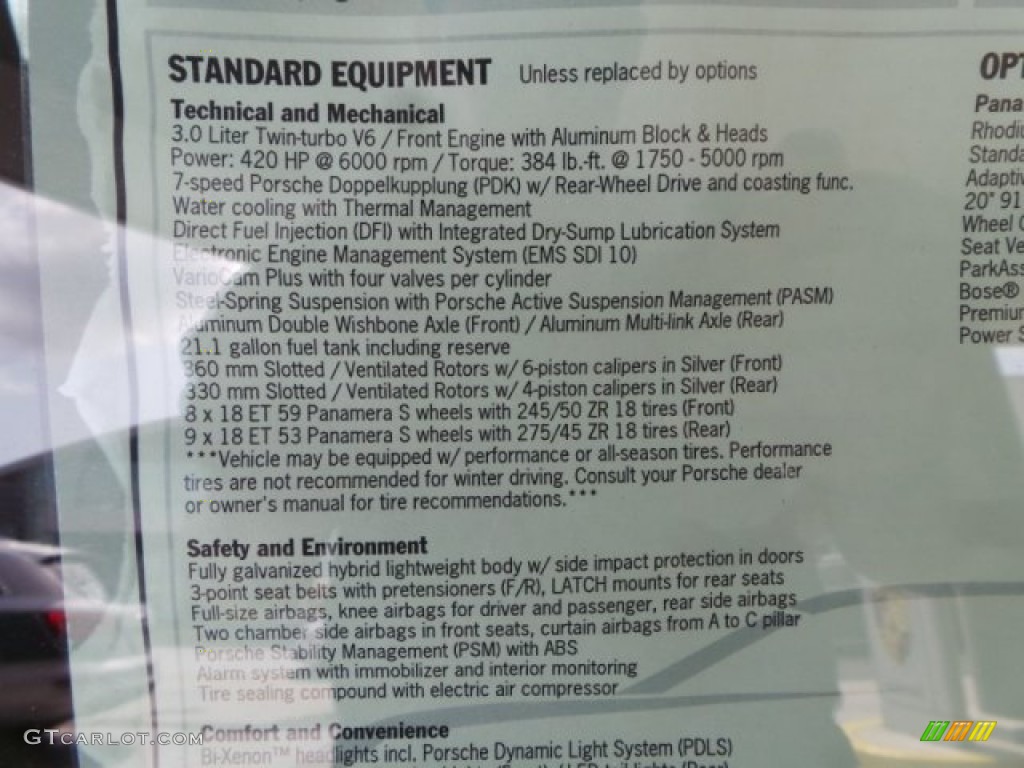 STANDARD EQUIPMENT Unless replaced by options
Technical and Mechanical
3.0 Liter Twin-turbo V6 / Front Engine with Aluminum Block & Heads
Power: 420 HP @ 6000 rpm / Torque: 384 lb.-ft. @ 1750 - 5000 rpm
7-speed Porsche Doppelkupplung (PDK) w/ Rear-Wheel Drive and coasting func.
Water cooling with Thermal Management
Direct Fuel Injection (DFI) with Integrated Dry-Sump Lubrication System
Electronic Engine Management System (EMS SDI 10)
VarioCam Plus with four valves per cylinder
Steel-Spring Suspension with Porsche Active Suspension Management (PASM)
Aluminum Double Wishbone Axle (Front) / Aluminum Multi-link Axle (Rear)
21.1 gallon fuel tank including reserve
360 mm Slotted / Ventilated Rotors w/ 6-piston calipers in Silver (Front)
330 mm Slotted / Ventilated Rotors w/ 4-piston calipers in Silver (Rear)
8 x 18 ET 59 Panamera S wheels with 245/50 ZR 18 tires (Front)
9 x 18 ET 53 Panamera S wheels with 275/45 ZR 18 tires (Rear)
***Vehicle may be equipped w/ performance or all-season tires. Performance
tires are not recommended for winter driving. Consult your Porsche dealer
or owner's manual for tire recommendations.***
Safety and Environment
Fully galvanized hybrid lightweight body w/ side impact protection in doors
3-point seat belts with pretensioners (F/R), LATCH mounts for rear seats
Full-size airbags, knee airbags for driver and passenger, rear side airbags
Two chamber side airbags in front seats, curtain airbags from A to C pillar
Porsche Stability Management (PSM) with ABS
Alarm system with immobilizer and interior monitoring
Tire sealing compound with electric air compressor
Comfort and Convenience
Bi-Xenon™ headlights incl. Porsche Dynamic Light System (PDLS)
OPT
Pana
Rhodiu
Standa
Adaptiv
20" 91
Wheel
Seat Ve
ParkAss
Bose®
Premium
Power S
GTCARLOT.COM